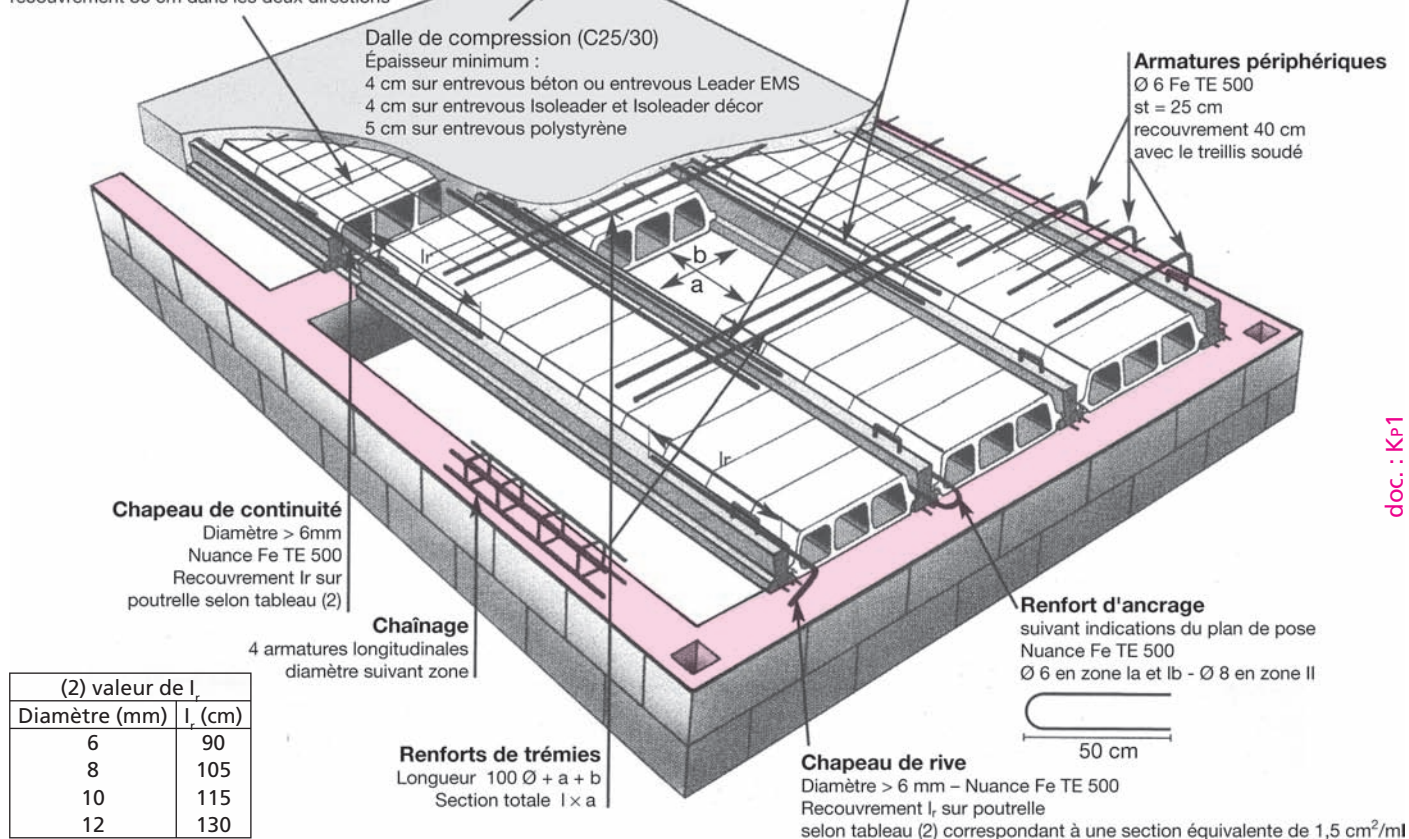 recouvrement 30 cm dans les deux directions
Dalle de compression (C25/30)
Épaisseur minimum :
4 cm sur entrevous béton ou entrevous Leader EMS
4 cm sur entrevous Isoleader et Isoleader décor
5 cm sur entrevous polystyrène
Armatures périphériques
Ø 6 Fe TE 500
st = 25 cm
recouvrement 40 cm
avec le treillis soudé
lr
b
a
lr
doc. : KP1
Chapeau de continuité
Diamètre > 6mm
Nuance Fe TE 500
Recouvrement lr sur
poutrelle selon tableau (2)
Chaînage
4 armatures longitudinales
diamètre suivant zone
Renfort d'ancrage
suivant indications du plan de pose
Nuance Fe TE 500
Ø 6 en zone Ia et Ib - Ø 8 en zone II
50 cm
(2) valeur de lr
Diamètre (mm) lr (cm)
6 90
8 105
10 115
12 130
Renforts de trémies
Longueur 100 Ø + a + b
Section totale l × a
Chapeau de rive
Diamètre > 6 mm – Nuance Fe TE 500
Recouvrement lr sur poutrelle
selon tableau (2) correspondant à une section équivalente de 1,5 cm²/ml